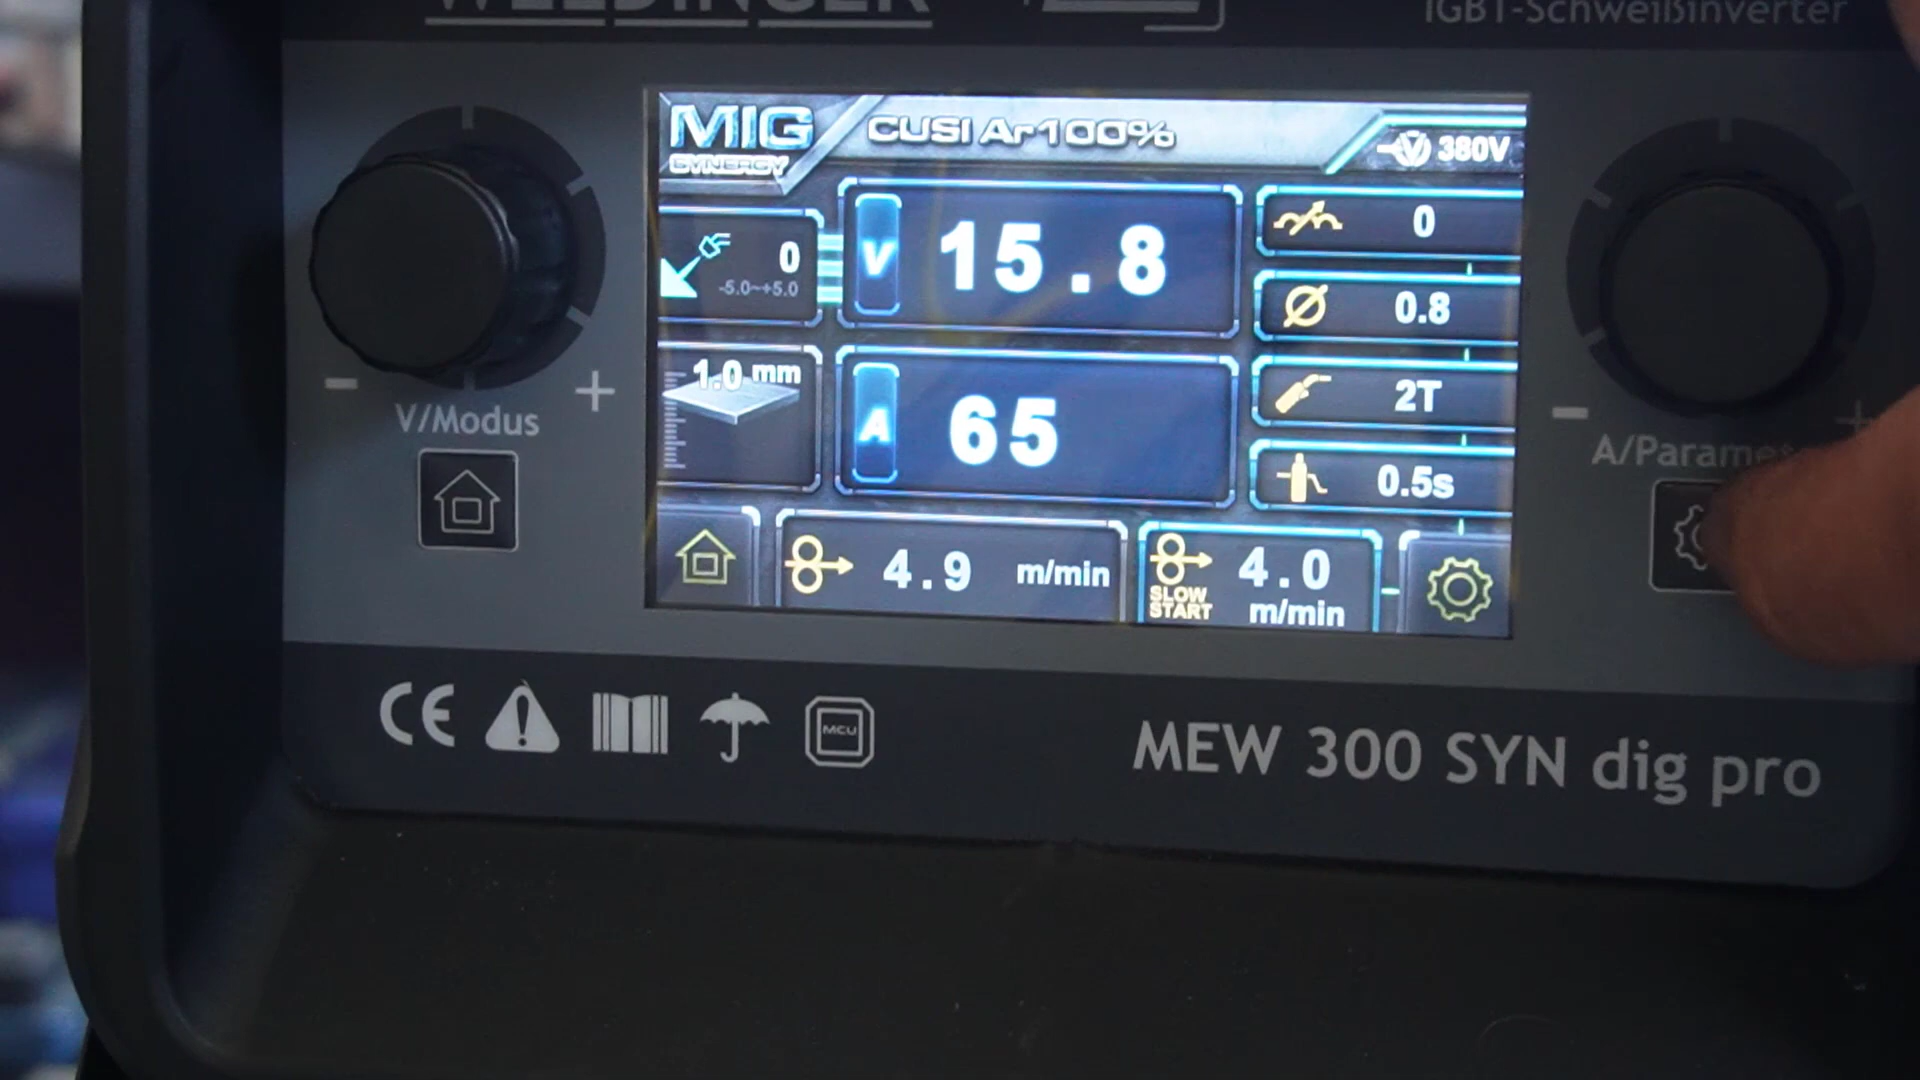 WELDINGER
IGBT-Schweißinverter
MIG
SYNERGY
CUSI Ar100%
380V
0
-5.0~+5.0
V
15.8
0
0.8
1.0 mm
A
65
2T
0.5s
4.9 m/min
SLOW
START
4.0
m/min
- +
V/Modus
- +
A/Parame
CE
MCU
MEW 300 SYN dig pro